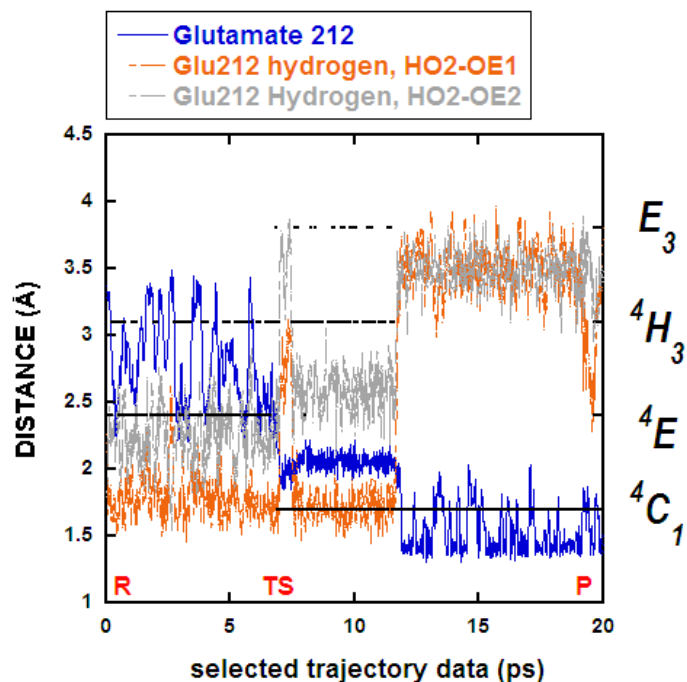 Glutamate 212
Glu212 hydrogen, HO2-OE1
Glu212 Hydrogen, HO2-OE2
4.5
4
3.5
3
2.5
2
1.5
1
DISTANCE (Å)
E₃
⁴H₃
⁴E
⁴C₁
R TS P
0 5 10 15 20
selected trajectory data (ps)